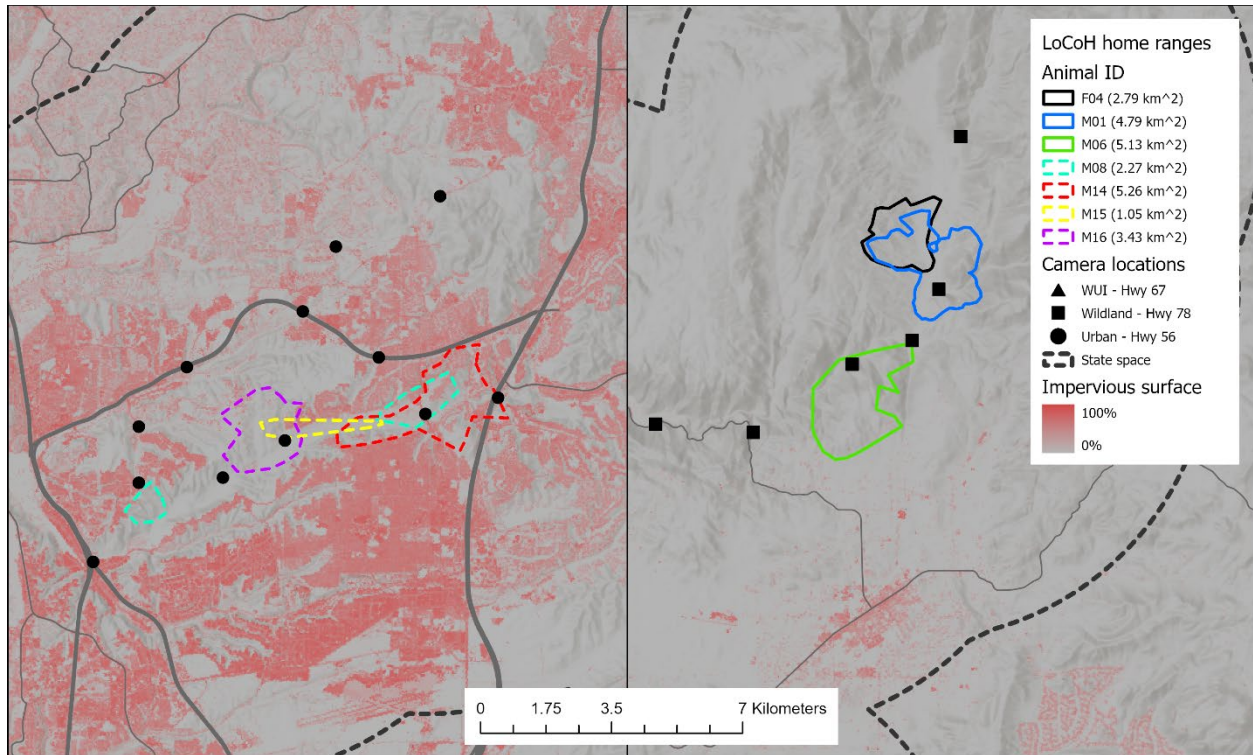 LoCoH home ranges
Animal ID
F04 (2.79 km^2)
M01 (4.79 km^2)
M06 (5.13 km^2)
M08 (2.27 km^2)
M14 (5.26 km^2)
M15 (1.05 km^2)
M16 (3.43 km^2)
Camera locations
WUI - Hwy 67
Wildland - Hwy 78
Urban - Hwy 56
State space
Impervious surface
100%
0%
0 1.75 3.5 7 Kilometers